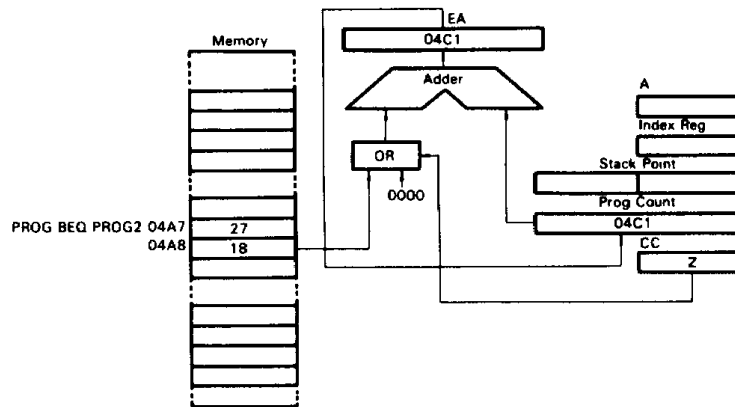 EA
Memory
04C1
Adder
A
Index Reg
OR
Stack Point
0000
Prog Count
PROG BEQ PROG2 04A7 27
04C1
04A8 18
CC
Z